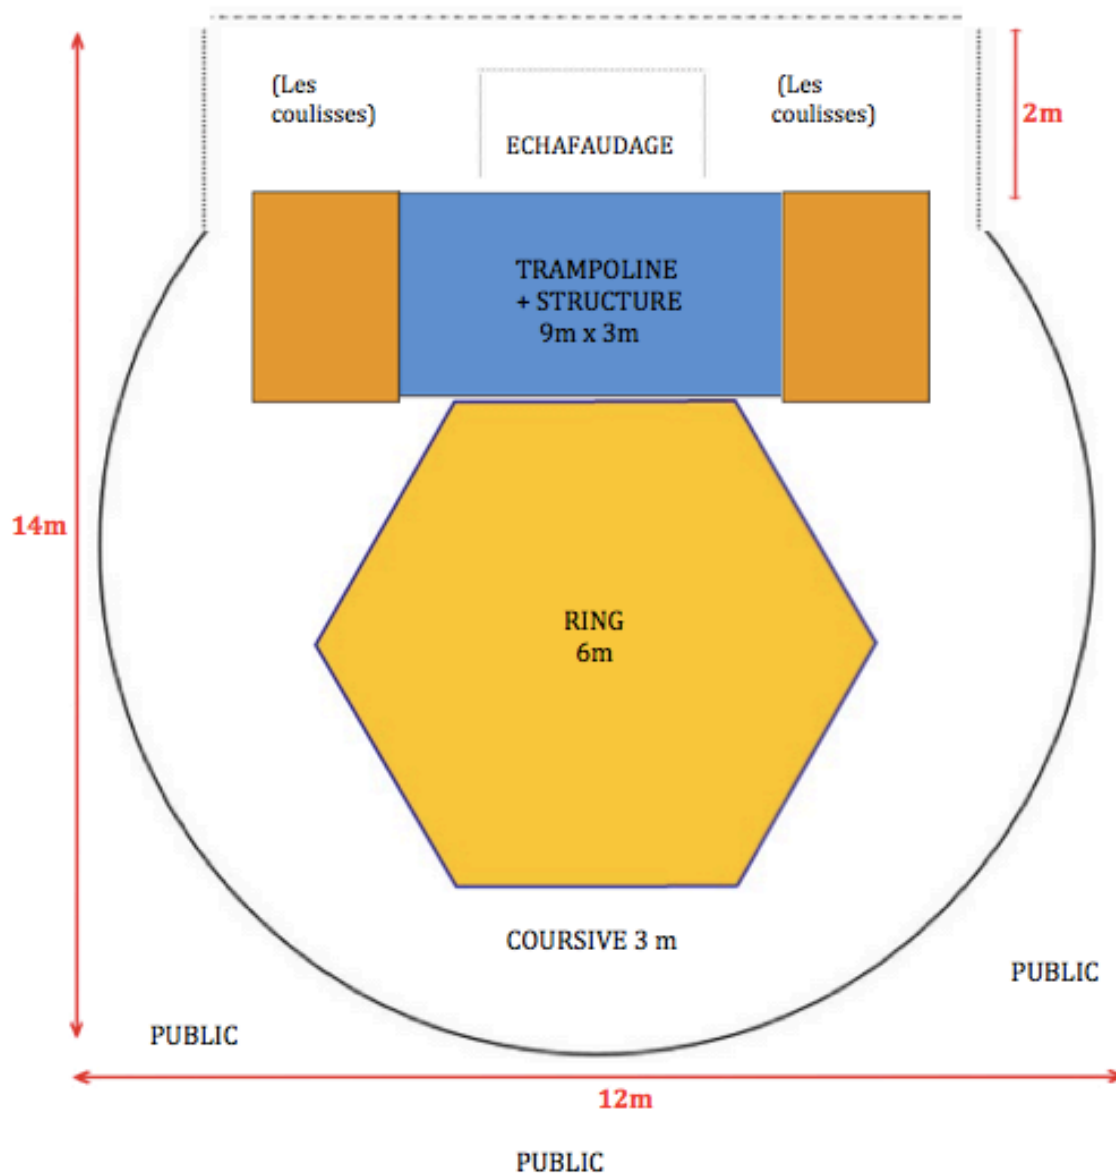 (Les
coulisses)
(Les
coulisses)
2m
ECHAFAUDAGE
TRAMPOLINE
+ STRUCTURE
9m x 3m
14m
RING
6m
COURSIVE 3 m
PUBLIC
PUBLIC
12m
PUBLIC